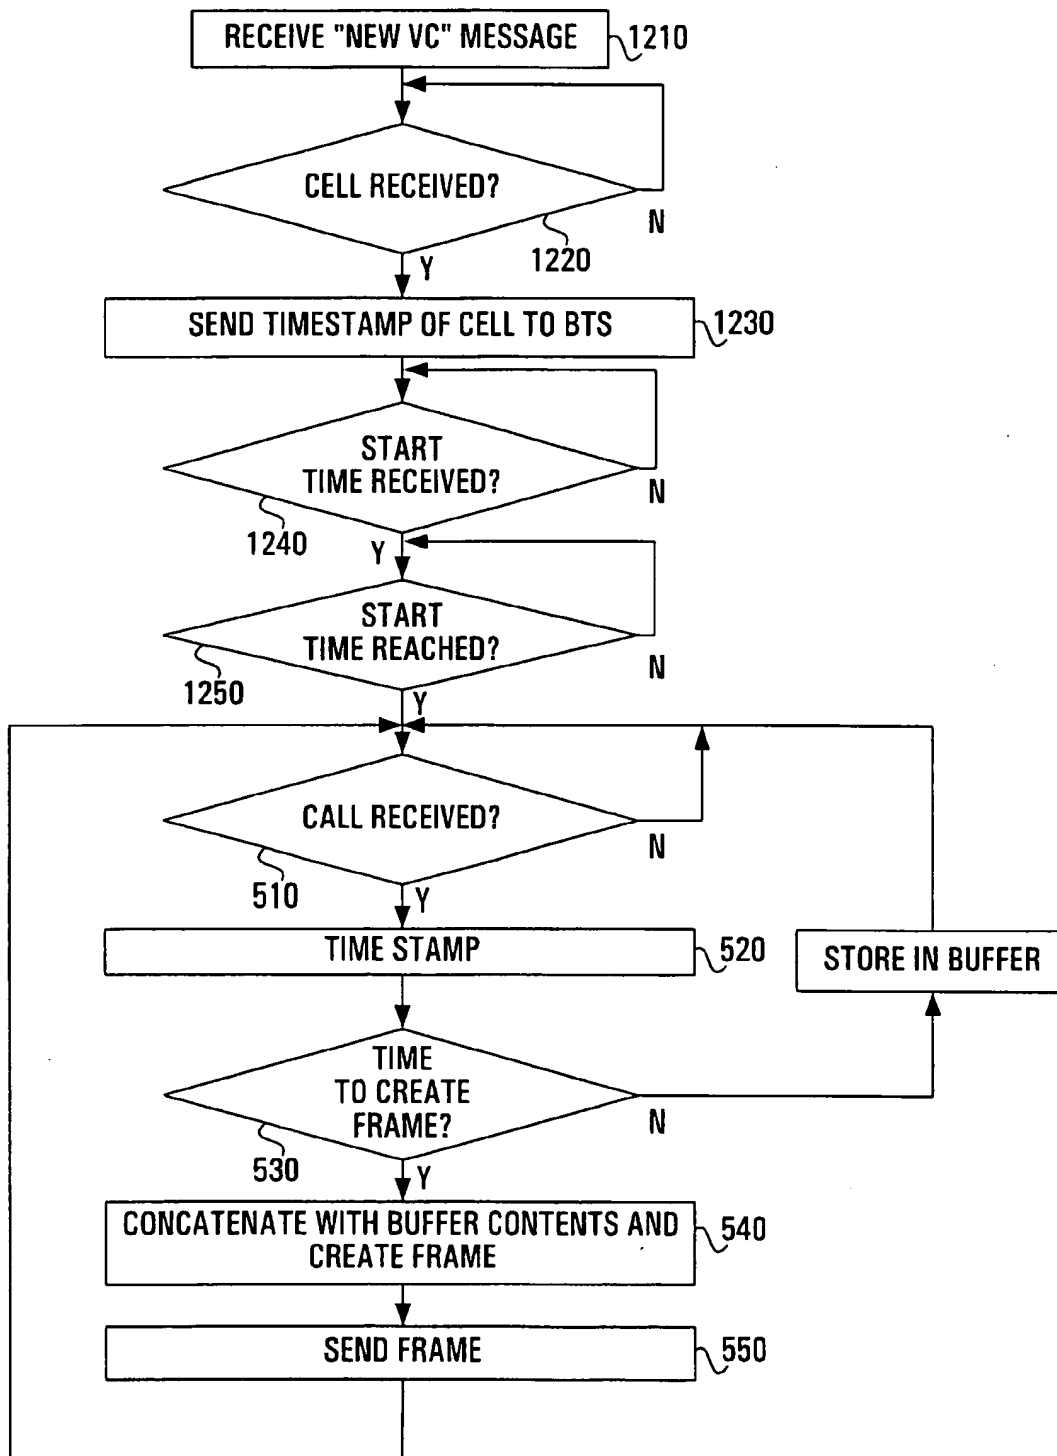 RECEIVE "NEW VC" MESSAGE
1210
CELL RECEIVED?
N
1220
Y
SEND TIMESTAMP OF CELL TO BTS
1230
START
TIME RECEIVED?
N
1240
Y
START
TIME REACHED?
N
1250
Y
CALL RECEIVED?
N
510
Y
TIME STAMP
520
STORE IN BUFFER
TIME
TO CREATE
FRAME?
N
530
Y
CONCATENATE WITH BUFFER CONTENTS AND
CREATE FRAME
540
SEND FRAME
550